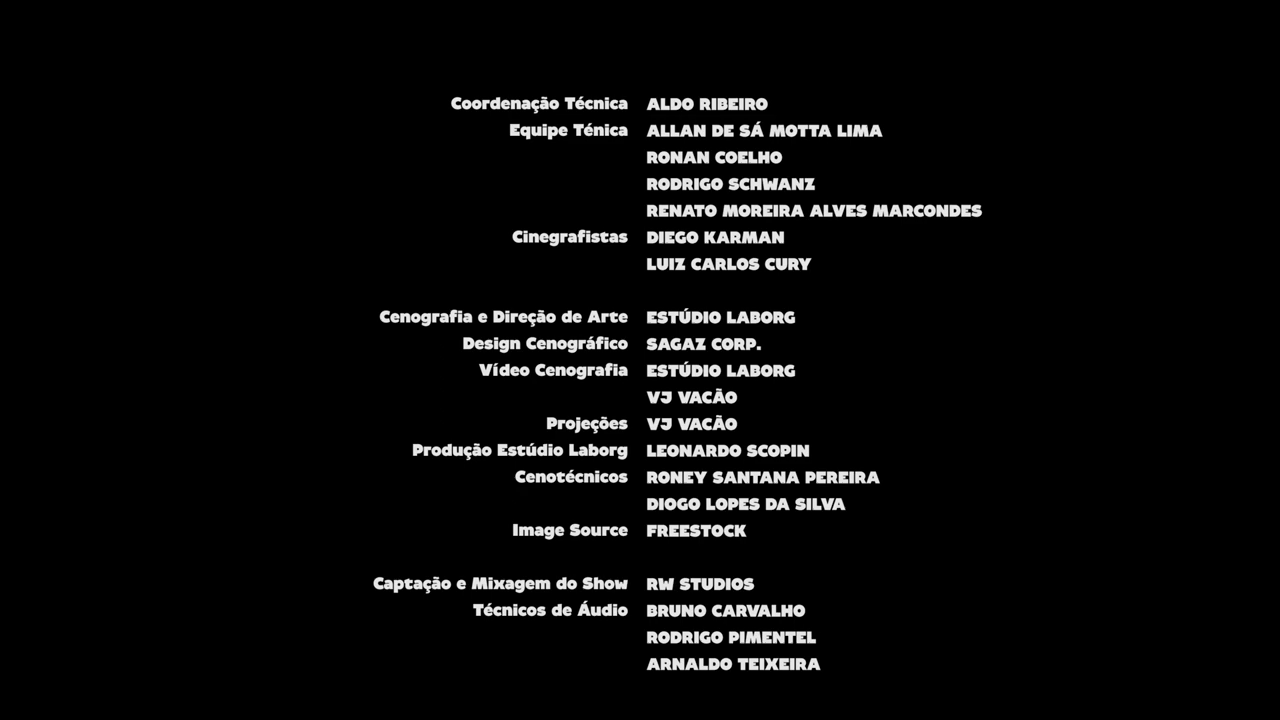 Coordenação Técnica ALDO RIBEIRO
Equipe Ténica ALLAN DE SÁ MOTTA LIMA
RONAN COELHO
RODRIGO SCHWANZ
RENATO MOREIRA ALVES MARCONDES
Cinegrafistas DIEGO KARMAN
LUIZ CARLOS CURY
Cenografia e Direção de Arte ESTÚDIO LABORG
Design Cenográfico SAGAZ CORP.
Vídeo Cenografia ESTÚDIO LABORG
VJ VACÃO
Projeções VJ VACÃO
Produção Estúdio Laborg LEONARDO SCOPIN
Cenotécnicos RONEY SANTANA PEREIRA
DIOGO LOPES DA SILVA
Image Source FREESTOCK
Captação e Mixagem do Show RW STUDIOS
Técnicos de Áudio BRUNO CARVALHO
RODRIGO PIMENTEL
ARNALDO TEIXEIRA